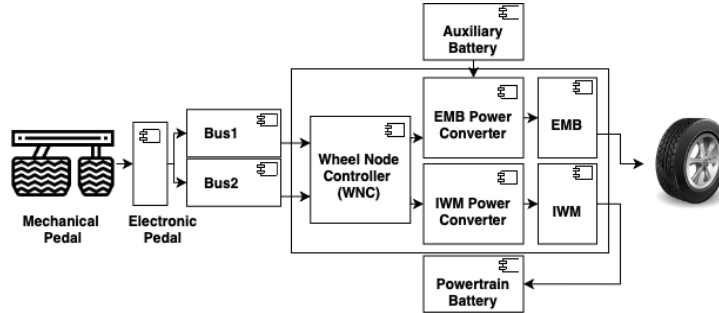 Auxiliary
Battery
Bus1
EMB Power
Converter
EMB
Wheel Node
Controller
(WNC)
Bus2
IWM Power
Converter
IWM
Mechanical
Pedal
Electronic
Pedal
Powertrain
Battery